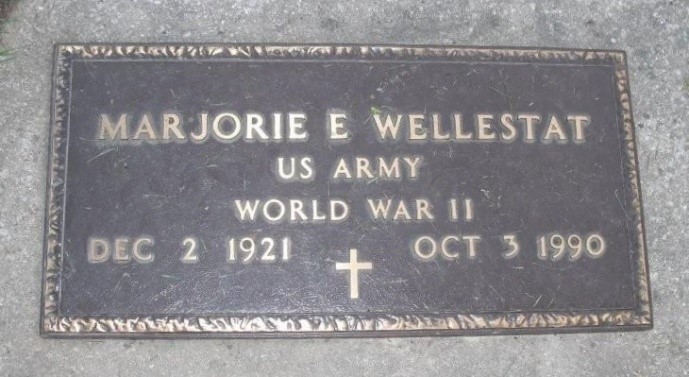 MARJORIE E WELLESTAT
US ARMY
WORLD WAR II
DEC 2 1921 OCT 3 1990